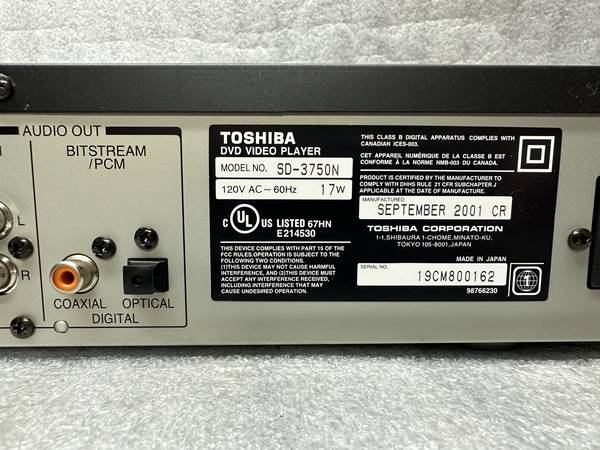 AUDIO OUT
BITSTREAM
/PCM
L
R
COAXIAL
OPTICAL
DIGITAL
TOSHIBA
DVD VIDEO PLAYER
MODEL NO. SD-3750N
120V AC ~ 60Hz 17W
C UL US LISTED 67HN
E214530
THIS DEVICE COMPLIES WITH PART 15 OF THE
FCC RULES.OPERATION IS SUBJECT TO THE
FOLLOWING TWO CONDITIONS:
(1)THIS DEVICE MAY NOT CAUSE HARMFUL
INTERFERENCE, AND (2)THIS DEVICE MUST
ACCEPT ANY INTERFERENCE RECEIVED,
INCLUDING INTERFERENCE THAT MAY
CAUSE UNDESIRED OPERATION.
THIS CLASS B DIGITAL APPARATUS COMPLIES WITH
CANADIAN ICES-003.
CET APPAREIL NUMÉRIQUE DE LA CLASSE B EST
CONFORME À LA NORME NMB-003 DU CANADA.
PRODUCT IS CERTIFIED BY THE MANUFACTURER TO
COMPLY WITH DHHS RULE 21 CFR SUBCHAPTER J
APPLICABLE AT THE DATE OF MANUFACTURE.
MANUFACTURED
SEPTEMBER 2001 CR
TOSHIBA CORPORATION
1-1,SHIBAURA 1-CHOME,MINATO-KU,
TOKYO 105-8001,JAPAN
MADE IN JAPAN
SERIAL NO.
19CM800162
98766230